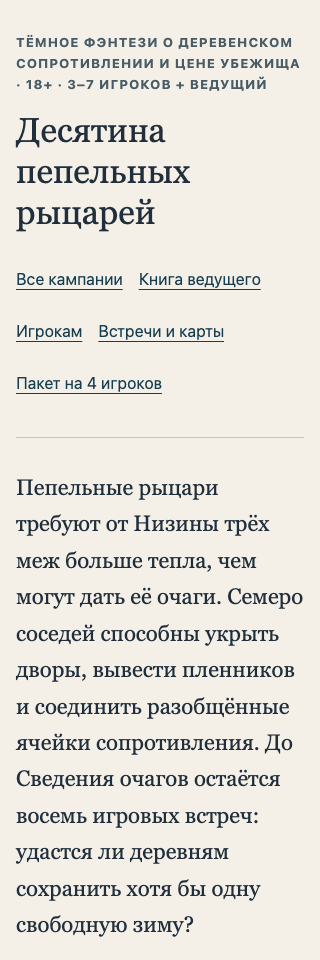 ТЁМНОЕ ФЭНТЕЗИ О ДЕРЕВЕНСКОМ
СОПРОТИВЛЕНИИ И ЦЕНЕ УБЕЖИЩА
· 18+ · 3–7 ИГРОКОВ + ВЕДУЩИЙ
Десятина
пепельных
рыцарей
Все кампании Книга ведущего
Игрокам Встречи и карты
Пакет на 4 игроков
Пепельные рыцари
требуют от Низины трёх
меж больше тепла, чем
могут дать её очаги. Семеро
соседей способны укрыть
дворы, вывести пленников
и соединить разобщённые
ячейки сопротивления. До
Сведения очагов остаётся
восемь игровых встреч:
удастся ли деревням
сохранить хотя бы одну
свободную зиму?